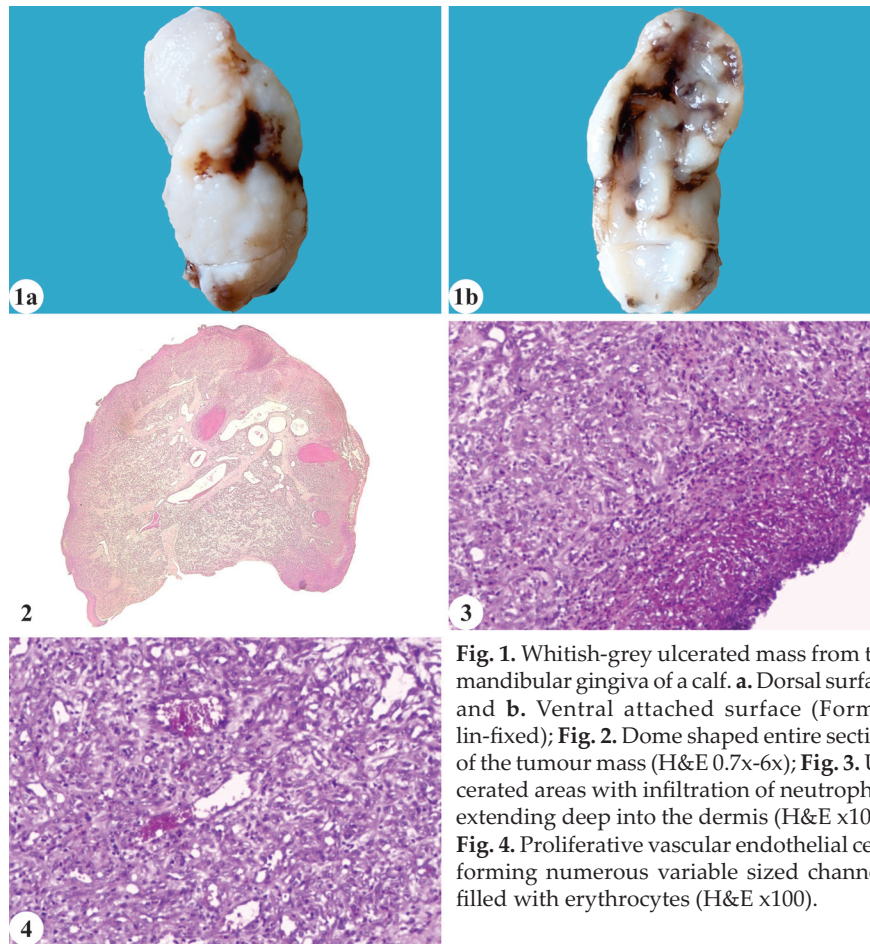 1a
1b
2
3
4
Fig. 1. Whitish-grey ulcerated mass from t
mandibular gingiva of a calf. a. Dorsal surfa
and b. Ventral attached surface (Form
lin-fixed); Fig. 2. Dome shaped entire secti
of the tumour mass (H&E 0.7x-6x); Fig. 3. U
cerated areas with infiltration of neutroph
extending deep into the dermis (H&E x10
Fig. 4. Proliferative vascular endothelial ce
forming numerous variable sized channe
filled with erythrocytes (H&E x100).